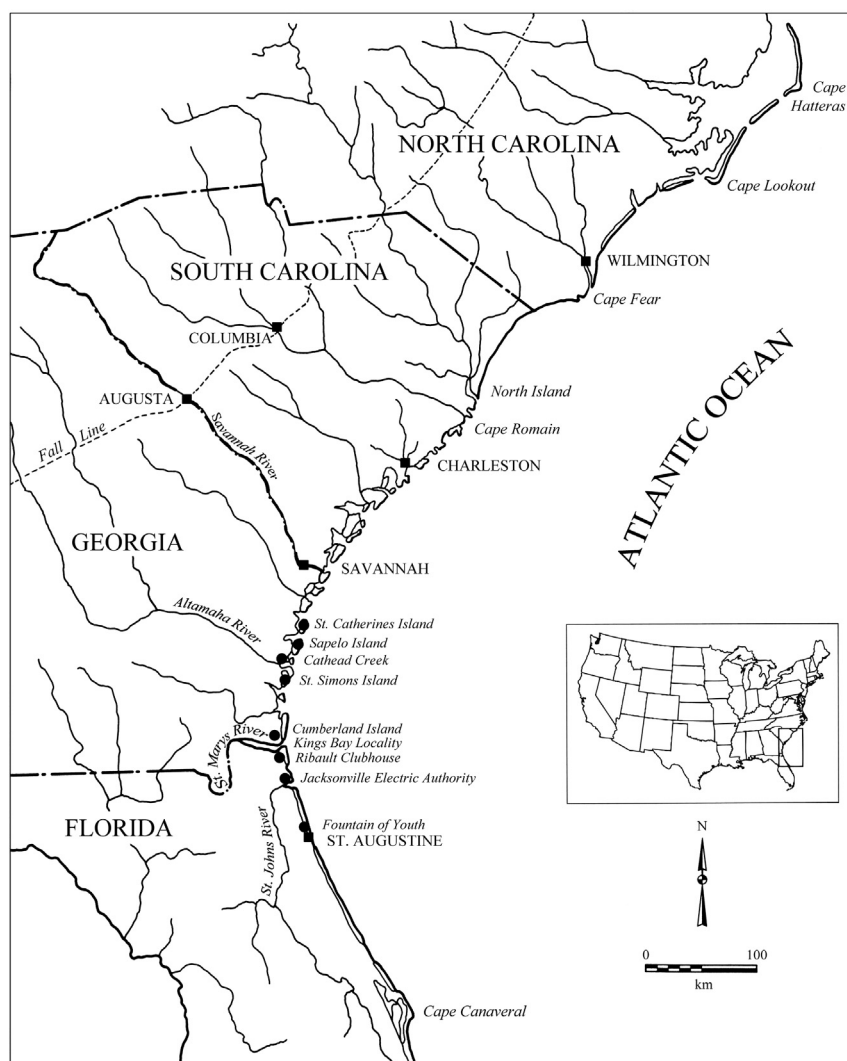 Cape
Hatteras
NORTH CAROLINA
Cape Lookout
SOUTH CAROLINA
WILMINGTON
Cape Fear
COLUMBIA
AUGUSTA
North Island
Fall Line
Savannah River
Cape Romain
CHARLESTON
ATLANTIC OCEAN
GEORGIA
SAVANNAH
Altamaha River
St. Catherines Island
Sapelo Island
Cathead Creek
St. Simons Island
St. Marys River
Cumberland Island
Kings Bay Locality
Ribault Clubhouse
Jacksonville Electric Authority
FLORIDA
St. Johns River
Fountain of Youth
ST. AUGUSTINE
N
0 100
km
Cape Canaveral